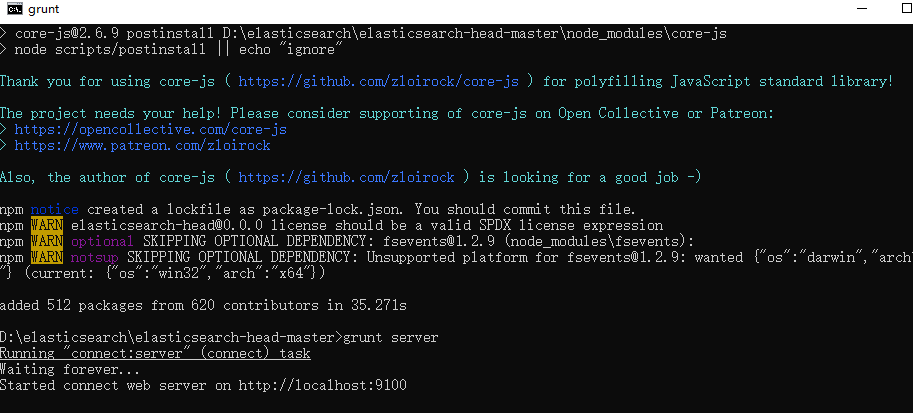 grunt
> core-js@2.6.9 postinstall D:\elasticsearch\elasticsearch-head-master\node_modules\core-js
> node scripts/postinstall || echo "ignore"
Thank you for using core-js ( https://github.com/zloirock/core-js ) for polyfilling JavaScript standard library!
The project needs your help! Please consider supporting of core-js on Open Collective or Patreon:
> https://opencollective.com/core-js
> https://www.patreon.com/zloirock
Also, the author of core-js ( https://github.com/zloirock ) is looking for a good job -)
npm notice created a lockfile as package-lock.json. You should commit this file.
npm WARN elasticsearch-head@0.0.0 license should be a valid SPDX license expression
npm WARN optional SKIPPING OPTIONAL DEPENDENCY: fsevents@1.2.9 (node_modules\fsevents):
npm WARN notsup SKIPPING OPTIONAL DEPENDENCY: Unsupported platform for fsevents@1.2.9: wanted {"os":"darwin","arch
"} (current: {"os":"win32","arch":"x64"})
added 512 packages from 620 contributors in 35.271s
D:\elasticsearch\elasticsearch-head-master>grunt server
Running "connect:server" (connect) task
Waiting forever...
Started connect web server on http://localhost:9100